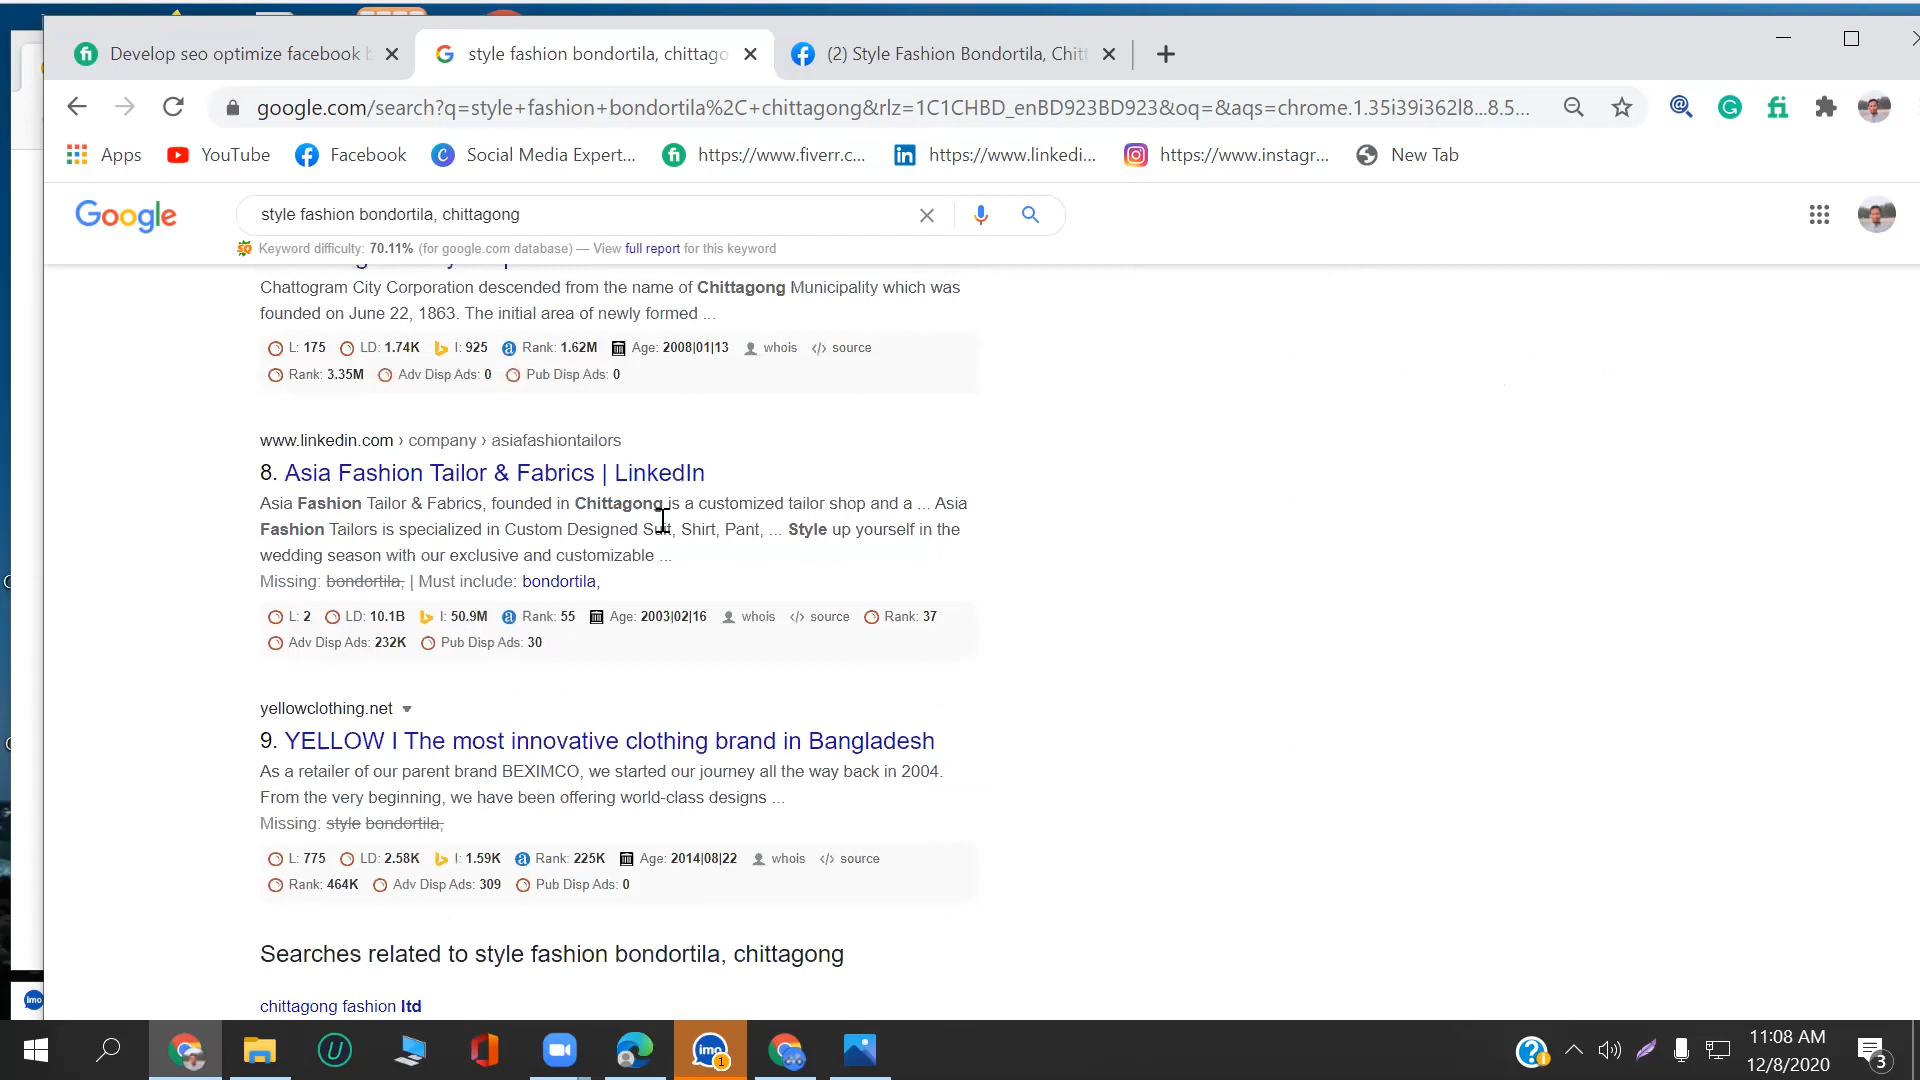 Develop seo optimize facebook
style fashion bondortila, chittago
(2) Style Fashion Bondortila, Chitt
google.com/search?q=style+fashion+bondortila%2C+chittagong&rlz=1C1CHBD_enBD923BD923&oq=&aqs=chrome.1.35i39i362l8...8.5...
Apps
YouTube
Facebook
Social Media Expert...
https://www.fiverr.c...
https://www.linkedi...
https://www.instagr...
New Tab
Google
style fashion bondortila, chittagong
Keyword difficulty: 70.11% (for google.com database) — View full report for this keyword
Chattogram City Corporation descended from the name of Chittagong Municipality which was
founded on June 22, 1863. The initial area of newly formed ...
L: 175 LD: 1.74K I: 925 Rank: 1.62M Age: 2008|01|13 whois </> source
Rank: 3.35M Adv Disp Ads: 0 Pub Disp Ads: 0
www.linkedin.com › company › asiafashiontailors
8. Asia Fashion Tailor & Fabrics | LinkedIn
Asia Fashion Tailor & Fabrics, founded in Chittagong is a customized tailor shop and a ... Asia
Fashion Tailors is specialized in Custom Designed Suit, Shirt, Pant, ... Style up yourself in the
wedding season with our exclusive and customizable ...
Missing: bondortila, | Must include: bondortila,
L: 2 LD: 10.1B I: 50.9M Rank: 55 Age: 2003|02|16 whois </> source Rank: 37
Adv Disp Ads: 232K Pub Disp Ads: 30
yellowclothing.net
9. YELLOW I The most innovative clothing brand in Bangladesh
As a retailer of our parent brand BEXIMCO, we started our journey all the way back in 2004.
From the very beginning, we have been offering world-class designs ...
Missing: style bondortila,
L: 775 LD: 2.58K I: 1.59K Rank: 225K Age: 2014|08|22 whois </> source
Rank: 464K Adv Disp Ads: 309 Pub Disp Ads: 0
Searches related to style fashion bondortila, chittagong
chittagong fashion ltd
imo
imo
1
11:08 AM
12/8/2020
3